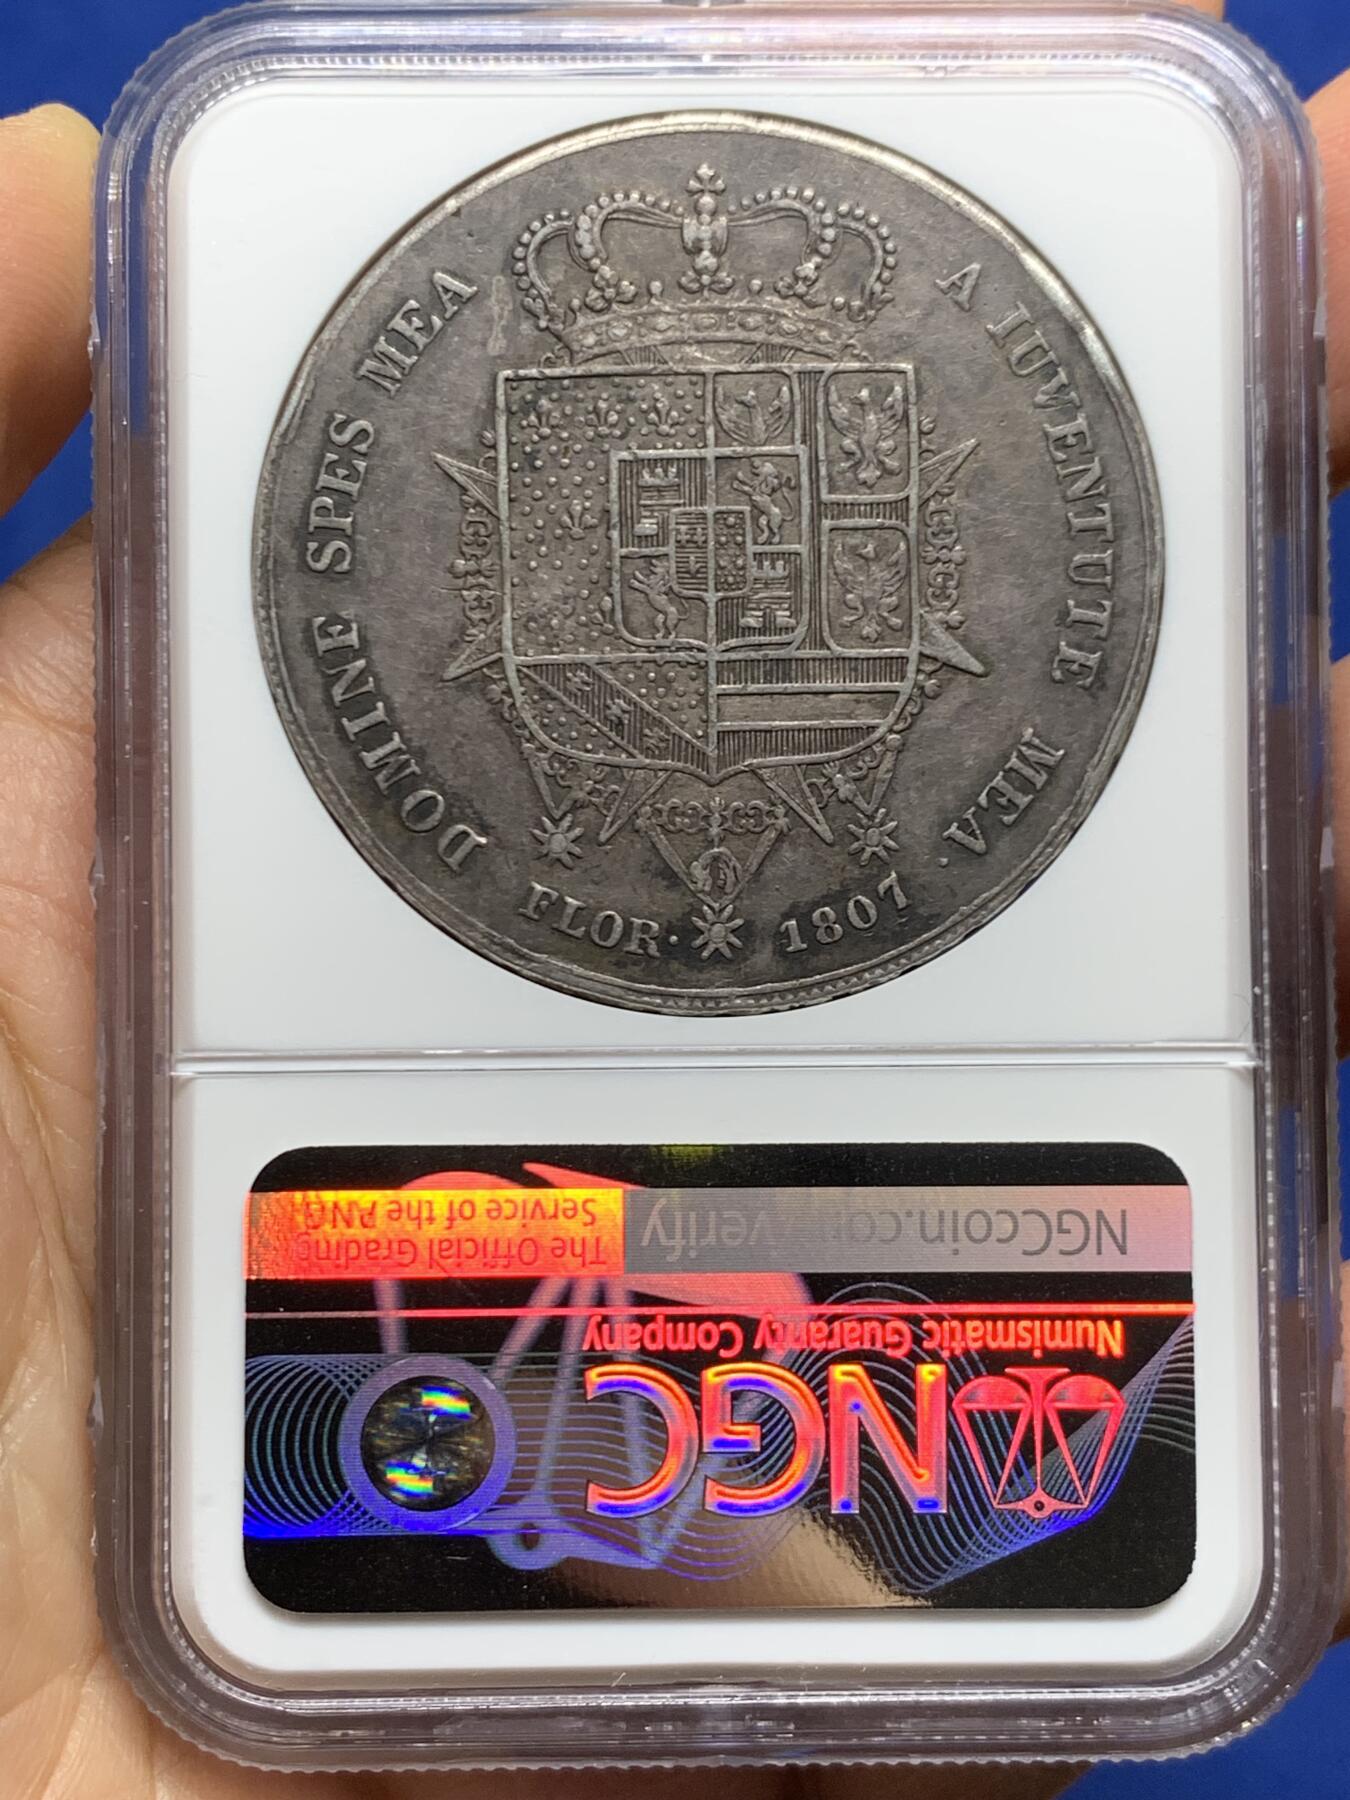 DOMINE SPES MEA A IUVENTUTE MEA.
FLOR. 1807
NGC
Numismatic Guaranty Company
NGCcoin.com verify
The Official Grading
Service of the ANA